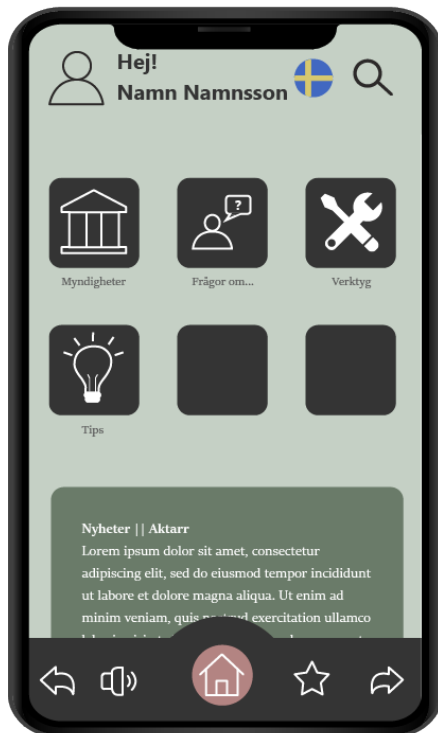 Hej!
Namn Namnsson
?
Myndigheter
Frågor om...
Verktyg
Tips
Nyheter || Aktarr
Lorem ipsum dolor sit amet, consectetur
adipiscing elit, sed do eiusmod tempor incididunt
ut labore et dolore magna aliqua. Ut enim ad
minim veniam, quis exercitation ullamco